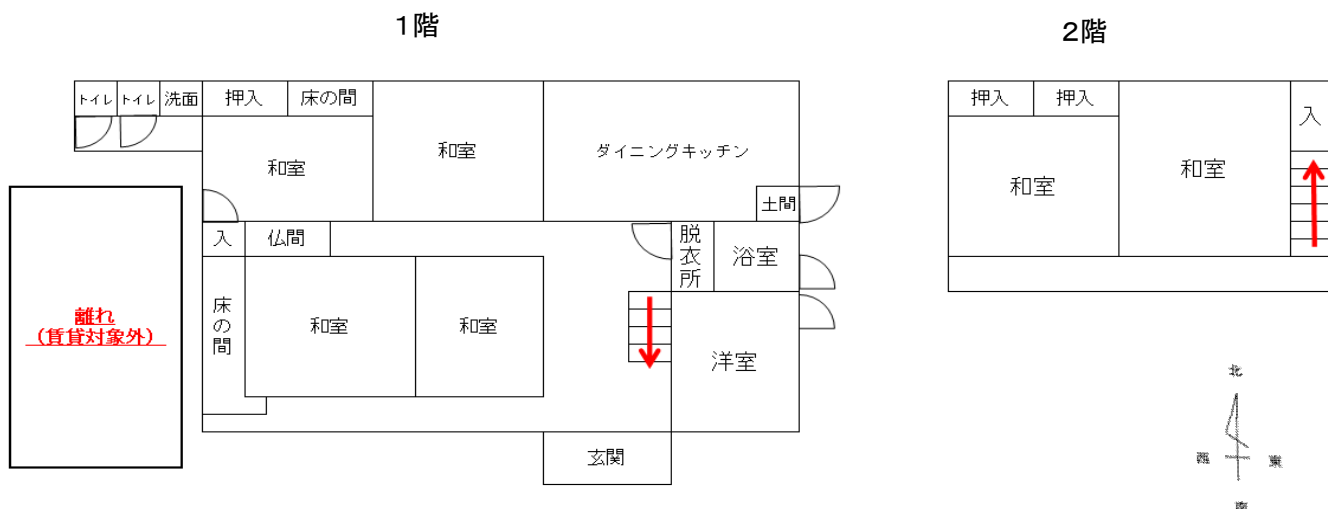 1階
2階
トイレ
トイレ
洗面
押入
床の間
和室
和室
ダイニングキッチン
土間
入
仏間
脱衣所
浴室
床の間
和室
和室
洋室
玄関
離れ
(賃貸対象外)
押入
押入
入
和室
和室
北
西
東
南